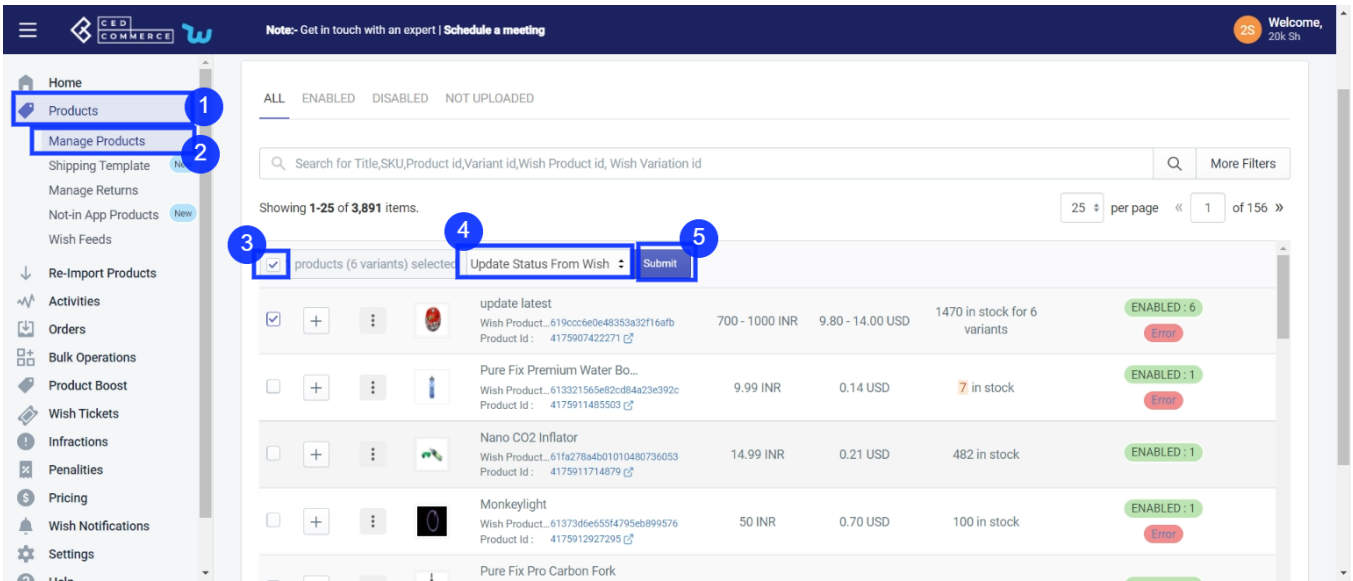 CED
COMMERCE
Note:- Get in touch with an expert | Schedule a meeting
2S
Welcome,
20k Sh
Home
Products
1
Manage Products
2
Shipping Template
Manage Returns
Not-in App Products New
Wish Feeds
Re-Import Products
Activities
Orders
Bulk Operations
Product Boost
Wish Tickets
Infractions
Penalities
Pricing
Wish Notifications
Settings
Help
ALL ENABLED DISABLED NOT UPLOADED
Search for Title,SKU,Product id,Variant id,Wish Product id, Wish Variation id
More Filters
Showing 1-25 of 3,891 items.
25 per page « 1 of 156 »
3
4
5
products (6 variants) selected Update Status From Wish Submit
update latest
Wish Product...619ccc6e0e48353a32f16afb
Product Id : 4175907422271
700 - 1000 INR 9.80 - 14.00 USD
1470 in stock for 6
variants
ENABLED : 6
Error
Pure Fix Premium Water Bo...
Wish Product...613321565e82cd84a23e392c
Product Id : 4175911485503
9.99 INR 0.14 USD 7 in stock
ENABLED : 1
Error
Nano CO2 Inflator
Wish Product...61fa278a4b01010480736053
Product Id : 4175911714879
14.99 INR 0.21 USD 482 in stock
ENABLED : 1
Monkeylight
Wish Product...61373d6e655f4795eb899576
Product Id : 4175912927295
50 INR 0.70 USD 100 in stock
ENABLED : 1
Error
Pure Fix Pro Carbon Fork